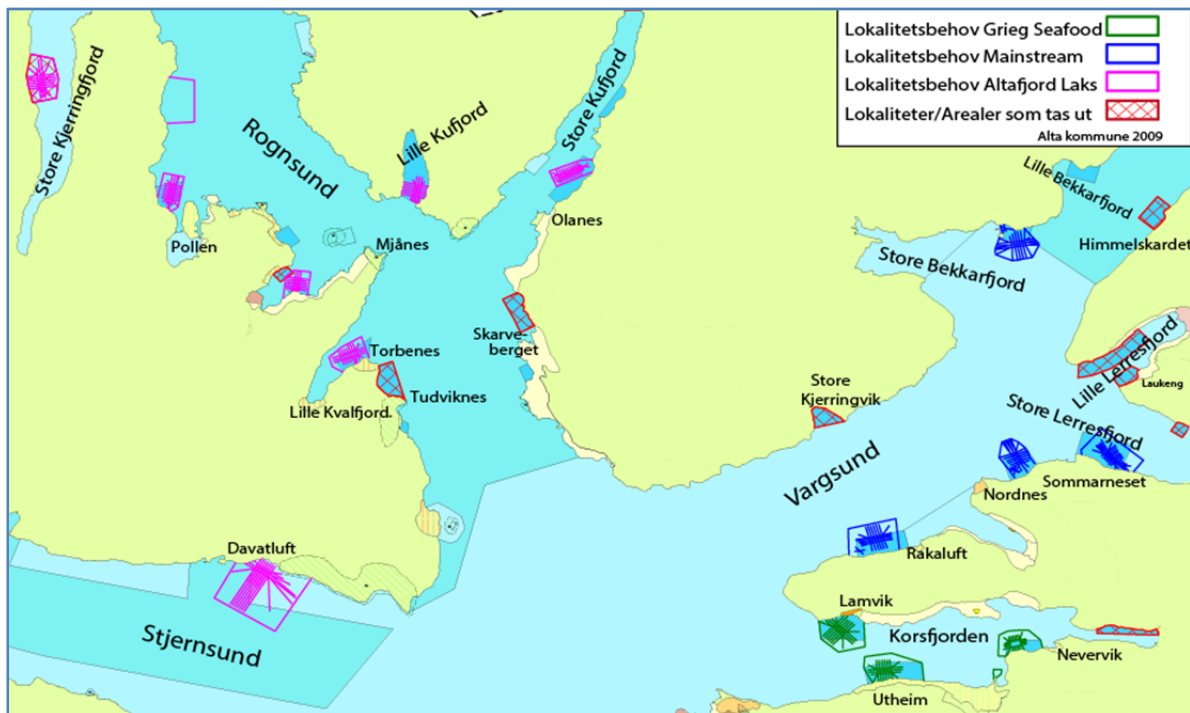 Lokalitetsbehov Grieg Seafood
Lokalitetsbehov Mainstream
Lokalitetsbehov Altafjord Laks
Lokaliteter/Arealer som tas ut
Alta kommune 2009
Store Kjerringfjord
Rognsund
Lille Kufjord
Store Kufjord
Lille Bekkarfjord
Himmelskardet
Olanes
Pollen
Mjånes
Store Bekkarfjord
Skarve-
berget
Torbenes
Tudviknes
Lille Kvalfjord
Store
Kjerringvik
Lille Lerresfjord
Laukeng
Store Lerresfjord
Vargsund
Sommarneset
Nordnes
Davatluft
Rakaluft
Stjernsund
Lamvik
Korsfjorden
Nevervik
Utheim